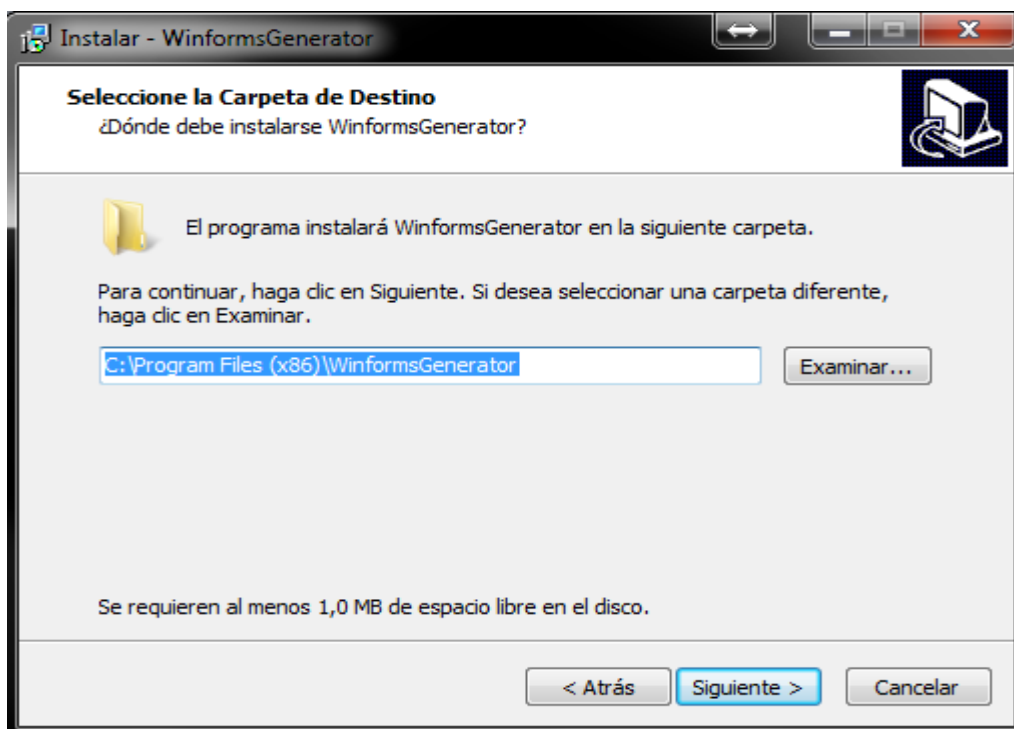 Instalar - WinformsGenerator
Seleccione la Carpeta de Destino
¿Dónde debe instalarse WinformsGenerator?
El programa instalará WinformsGenerator en la siguiente carpeta.
Para continuar, haga clic en Siguiente. Si desea seleccionar una carpeta diferente,
haga clic en Examinar.
C:\Program Files (x86)\WinformsGenerator
Examinar...
Se requieren al menos 1,0 MB de espacio libre en el disco.
< Atrás
Siguiente >
Cancelar